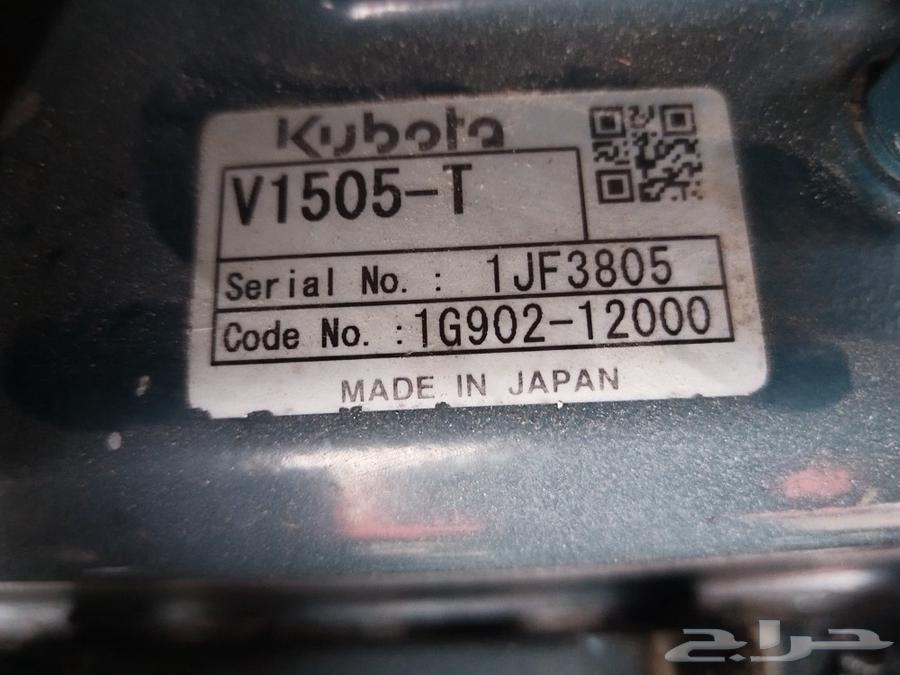 Kubota
V1505-T
Serial No. : 1JF3805
Code No. :1G902-12000
MADE IN JAPAN
حراج